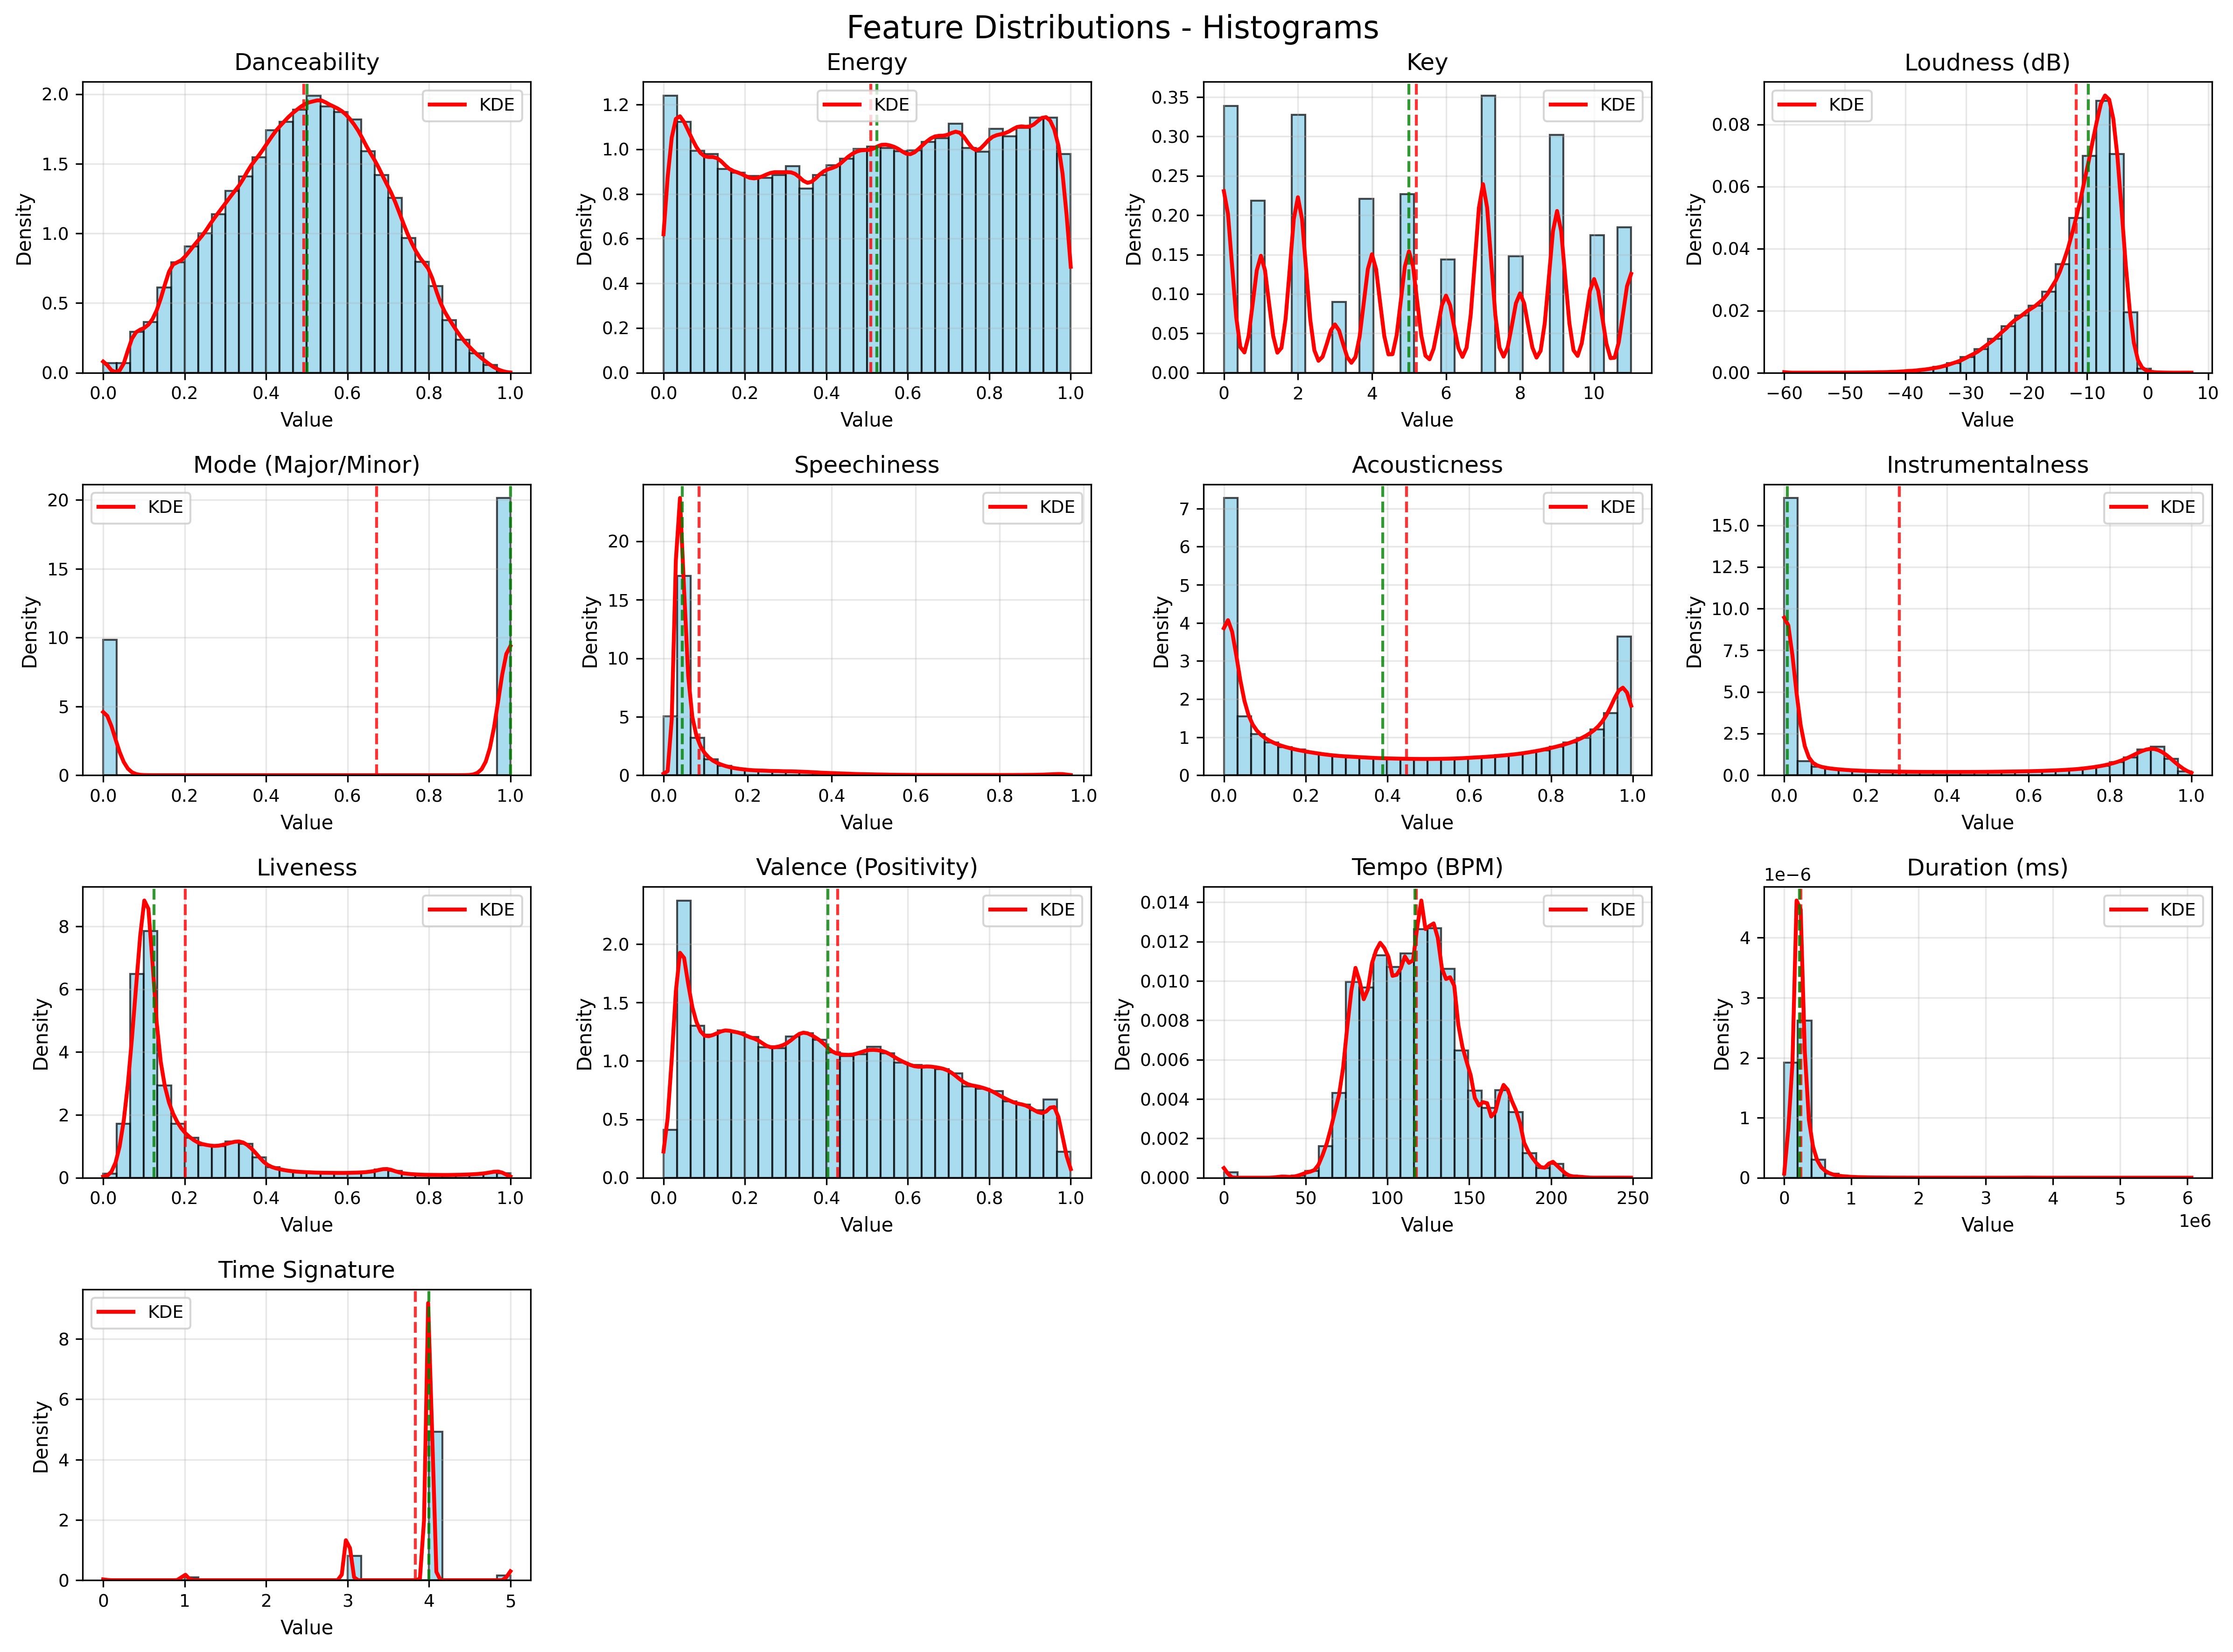 Feature Distributions - Histograms
Danceability
KDE
Density
2.0
1.5
1.0
0.5
0.0
0.0 0.2 0.4 0.6 0.8 1.0
Value
Energy
KDE
Density
1.2
1.0
0.8
0.6
0.4
0.2
0.0
0.0 0.2 0.4 0.6 0.8 1.0
Value
Key
KDE
Density
0.35
0.30
0.25
0.20
0.15
0.10
0.05
0.00
0 2 4 6 8 10
Value
Loudness (dB)
KDE
Density
0.08
0.06
0.04
0.02
0.00
−60 −50 −40 −30 −20 −10 0 10
Value
Mode (Major/Minor)
KDE
Density
20
15
10
5
0
0.0 0.2 0.4 0.6 0.8 1.0
Value
Speechiness
KDE
Density
20
15
10
5
0
0.0 0.2 0.4 0.6 0.8 1.0
Value
Acousticness
KDE
Density
7
6
5
4
3
2
1
0
0.0 0.2 0.4 0.6 0.8 1.0
Value
Instrumentalness
KDE
Density
15.0
12.5
10.0
7.5
5.0
2.5
0.0
0.0 0.2 0.4 0.6 0.8 1.0
Value
Liveness
KDE
Density
8
6
4
2
0
0.0 0.2 0.4 0.6 0.8 1.0
Value
Valence (Positivity)
KDE
Density
2.0
1.5
1.0
0.5
0.0
0.0 0.2 0.4 0.6 0.8 1.0
Value
Tempo (BPM)
KDE
Density
0.014
0.012
0.010
0.008
0.006
0.004
0.002
0.000
0 50 100 150 200 250
Value
1e−6
Duration (ms)
KDE
Density
4
3
2
1
0
0 1 2 3 4 5 6
1e6
Value
Time Signature
KDE
Density
8
6
4
2
0
0 1 2 3 4 5
Value